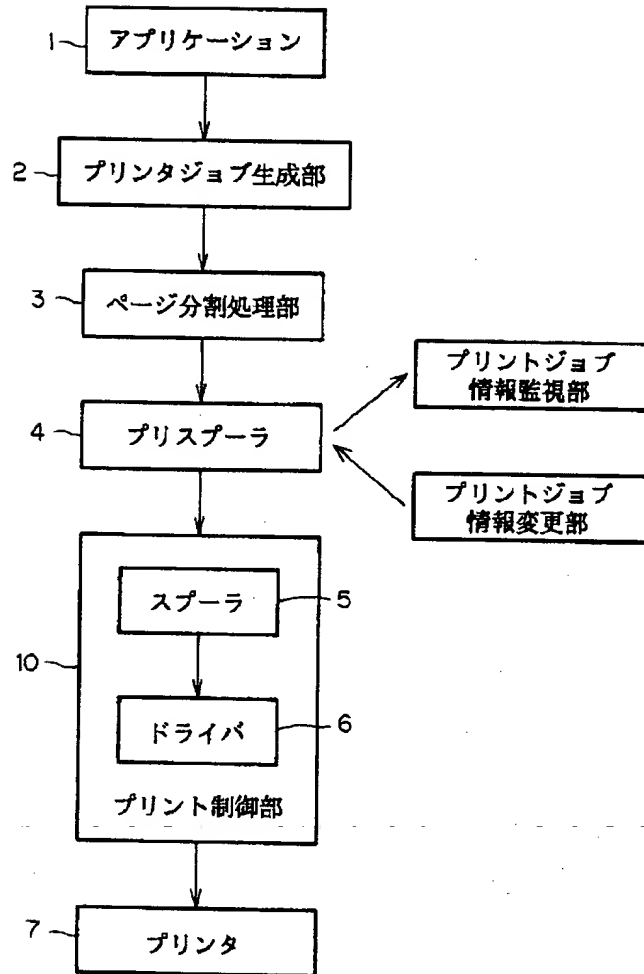 1
アプリケーション
2
プリンタジョブ生成部
3
ページ分割処理部
4
プリスプーラ
プリントジョブ
情報監視部
プリントジョブ
情報変更部
10
スプーラ
5
ドライバ
6
プリント制御部
7
プリンタ